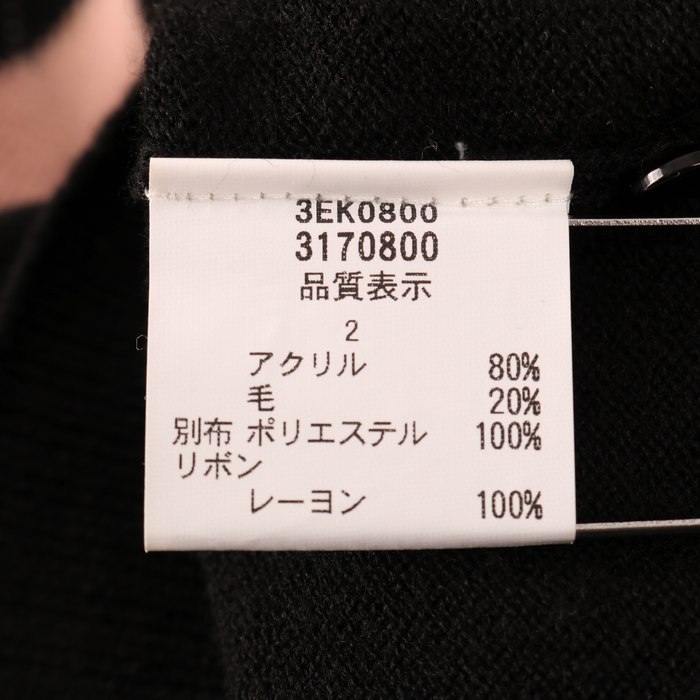 3EK0800
3170800
品質表示
2
アクリル 80%
毛 20%
別布 ポリエステル 100%
リボン
レーヨン 100%